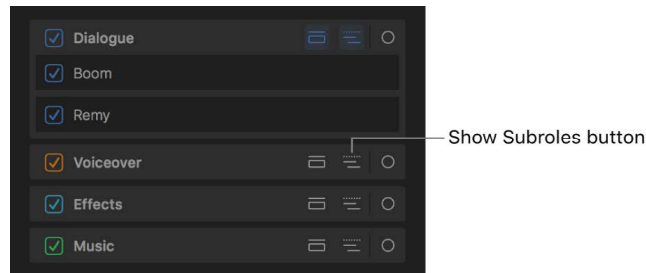 Dialogue
Boom
Remy
Show Subroles button
Voiceover
Effects
Music